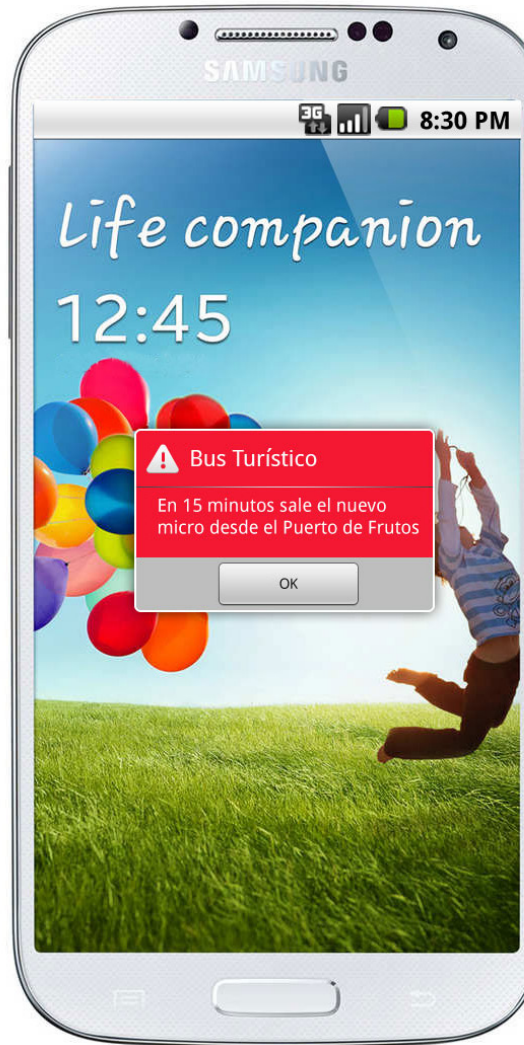 SAMSUNG
3G 8:30 PM
Life companion
12:45
Bus Turístico
En 15 minutos sale el nuevo
micro desde el Puerto de Frutos
OK